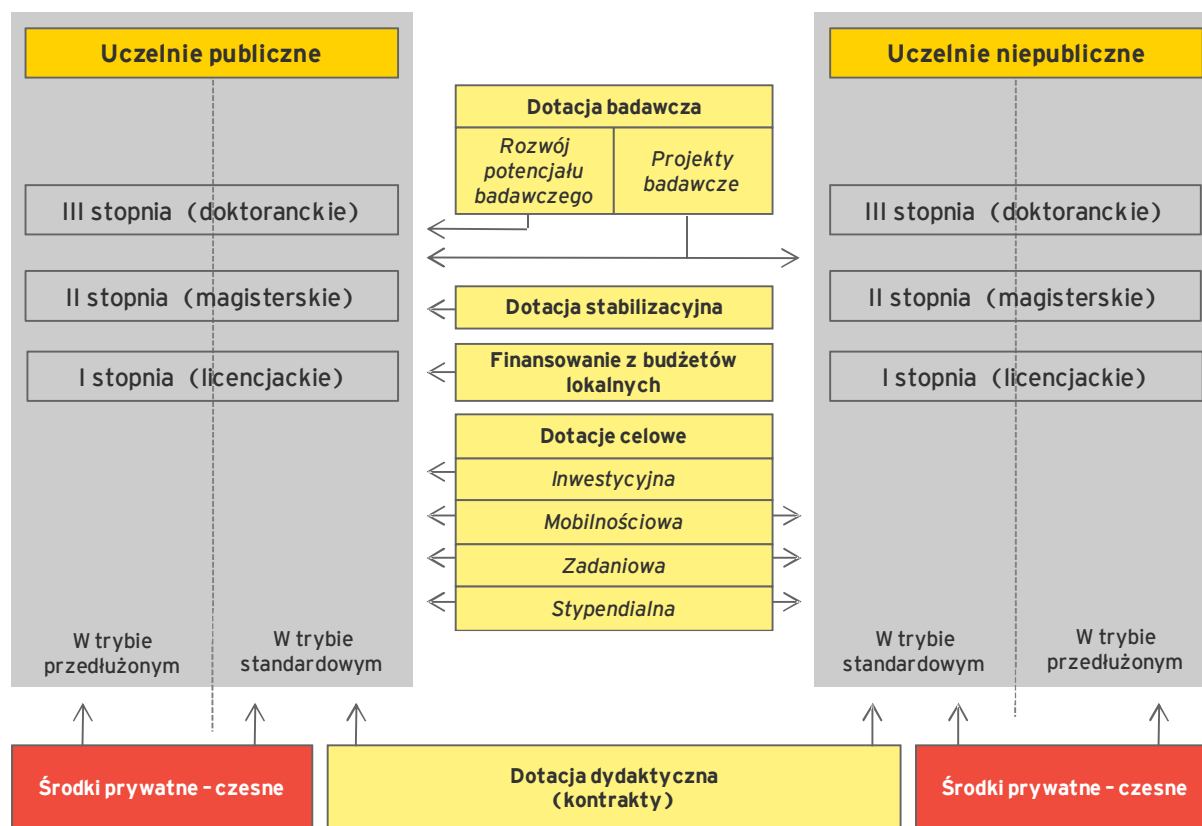 Uczelnie publiczne
III stopnia (doktoranckie)
II stopnia (magisterskie)
I stopnia (licencjackie)
W trybie
przedłużonym
W trybie
standardowym
Dotacja badawcza
Rozwój
potencjału
badawczego
Projekty
badawcze
Dotacja stabilizacyjna
Finansowanie z budżetów
lokalnych
Dotacje celowe
Inwestycyjna
Mobilnościowa
Zadaniowa
Stypendialna
Uczelnie niepubliczne
III stopnia (doktoranckie)
II stopnia (magisterskie)
I stopnia (licencjackie)
W trybie
standardowym
W trybie
przedłużonym
Środki prywatne – czesne
Dotacja dydaktyczna
(kontrakty)
Środki prywatne – czesne